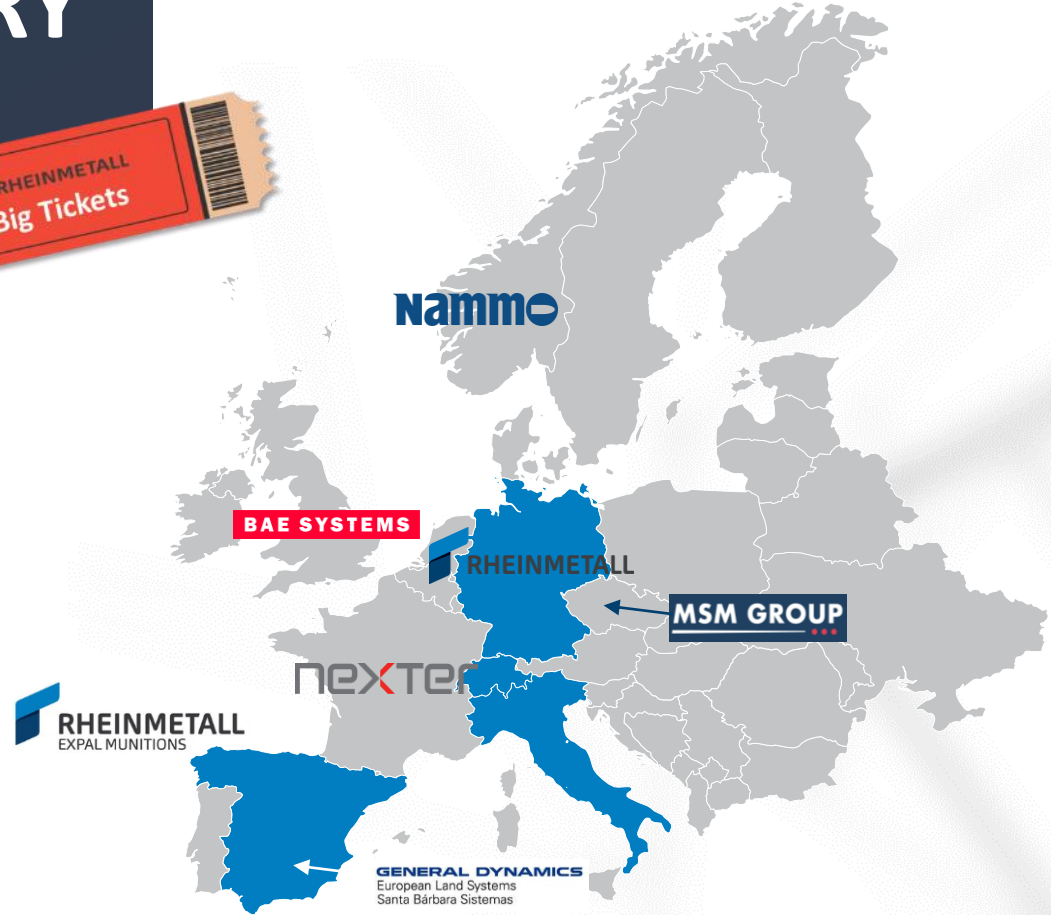 RY
RHEINMETALL
Big Tickets
Nammo
BAE SYSTEMS
RHEINMETALL
MSM GROUP
nexter
RHEINMETALL
EXPAL MUNITIONS
GENERAL DYNAMICS
European Land Systems
Santa Bárbara Sistemas